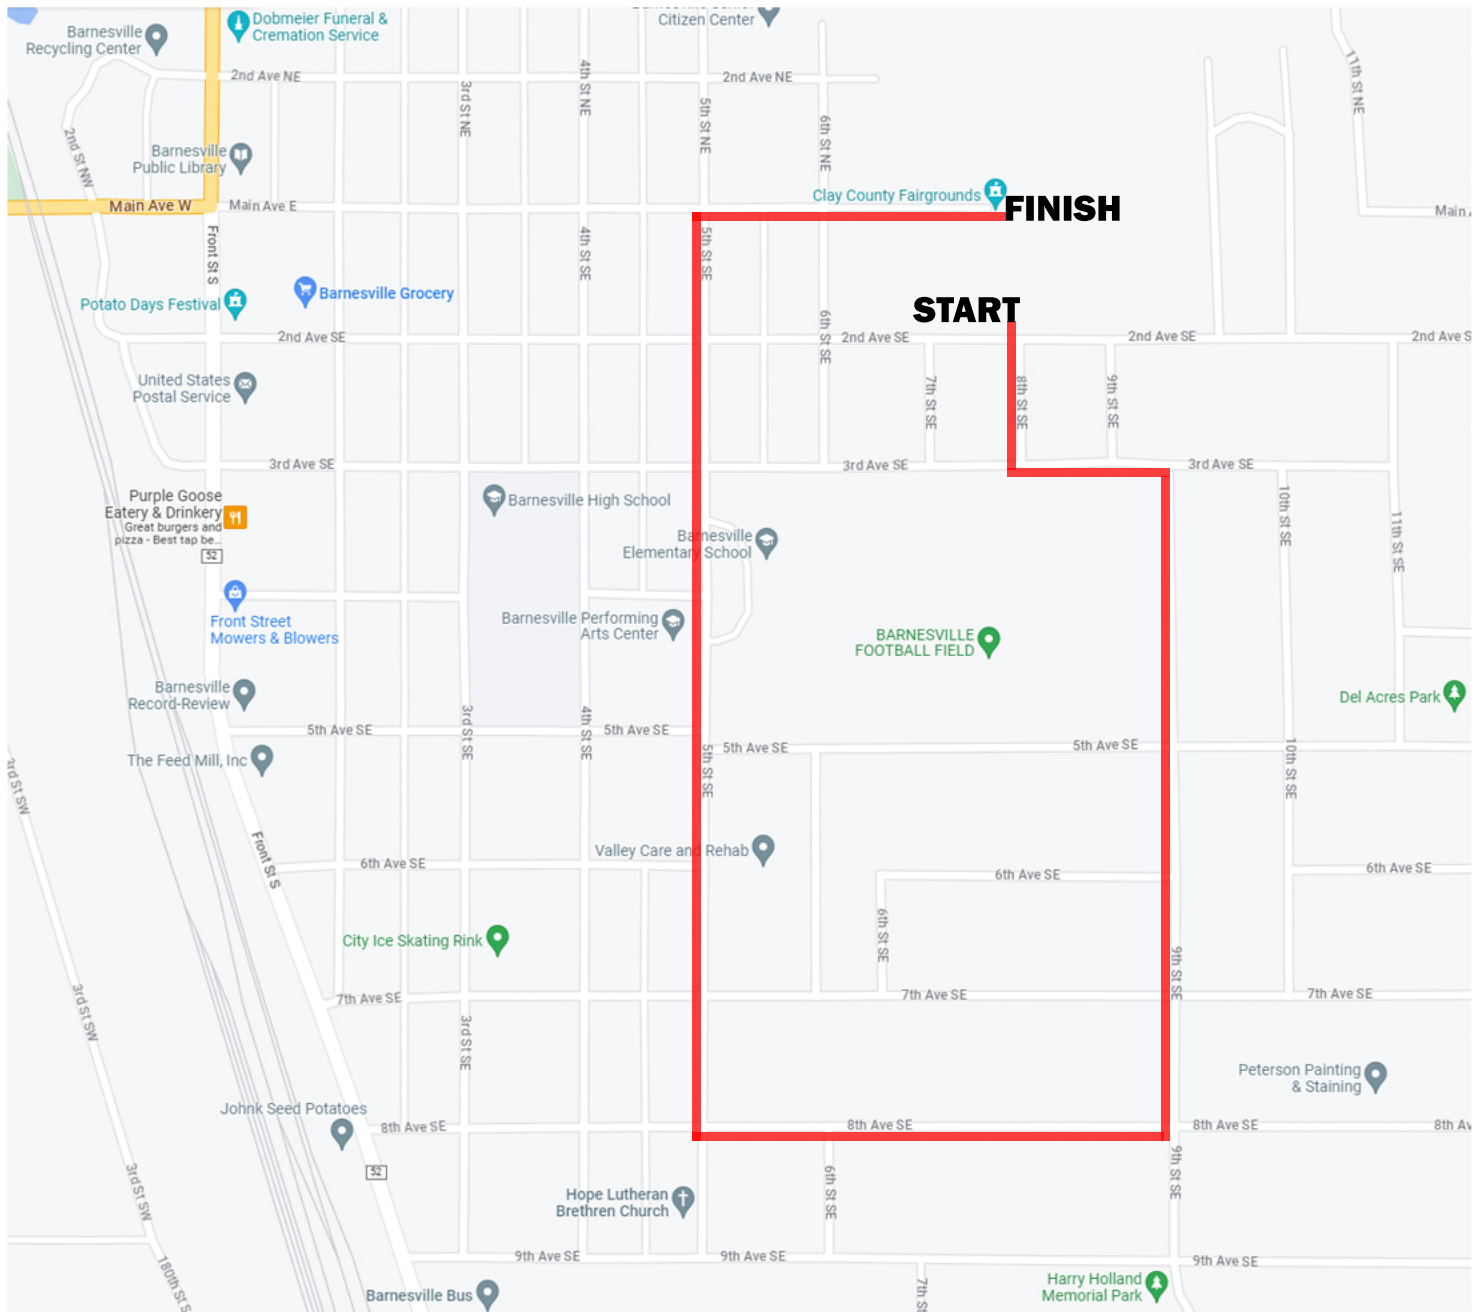 Barnesville
Recycling Center
Dobmeier Funeral &
Cremation Service
Citizen Center
2nd Ave NE
2nd Ave NE
3rd St NE
4th St NE
5th St NE
6th St NE
11th St NE
2nd St NW
Barnesville
Public Library
Main Ave W
Main Ave E
Clay County Fairgrounds
FINISH
Main
Front St S
4th St SE
5th St SE
Potato Days Festival
Barnesville Grocery
START
2nd Ave SE
6th St SE
2nd Ave SE
2nd Ave SE
2nd Ave S
United States
Postal Service
7th St SE
8th St SE
9th St SE
3rd Ave SE
3rd Ave SE
3rd Ave SE
Purple Goose
Eatery & Drinkery
Great burgers and
pizza - Best tap be...
52
Barnesville High School
Barnesville
Elementary School
10th St SE
11th St SE
Front Street
Mowers & Blowers
Barnesville Performing
Arts Center
BARNESVILLE
FOOTBALL FIELD
Barnesville
Record-Review
Del Acres Park
5th Ave SE
3rd St SE
4th St SE
5th Ave SE
5th St SE
5th Ave SE
5th Ave SE
10th St SE
The Feed Mill, Inc
3rd St SW
Front St S
6th Ave SE
Valley Care and Rehab
6th Ave SE
6th Ave SE
City Ice Skating Rink
6th St SE
9th St SE
3rd St SW
7th Ave SE
7th Ave SE
7th Ave SE
3rd St SE
Peterson Painting
& Staining
Johnk Seed Potatoes
8th Ave SE
8th Ave SE
8th Ave SE
8th Av
52
3rd St SW
Hope Lutheran
Brethren Church
6th St SE
9th St SE
9th Ave SE
9th Ave SE
9th Ave SE
180th St S
Barnesville Bus
7th St
Harry Holland
Memorial Park